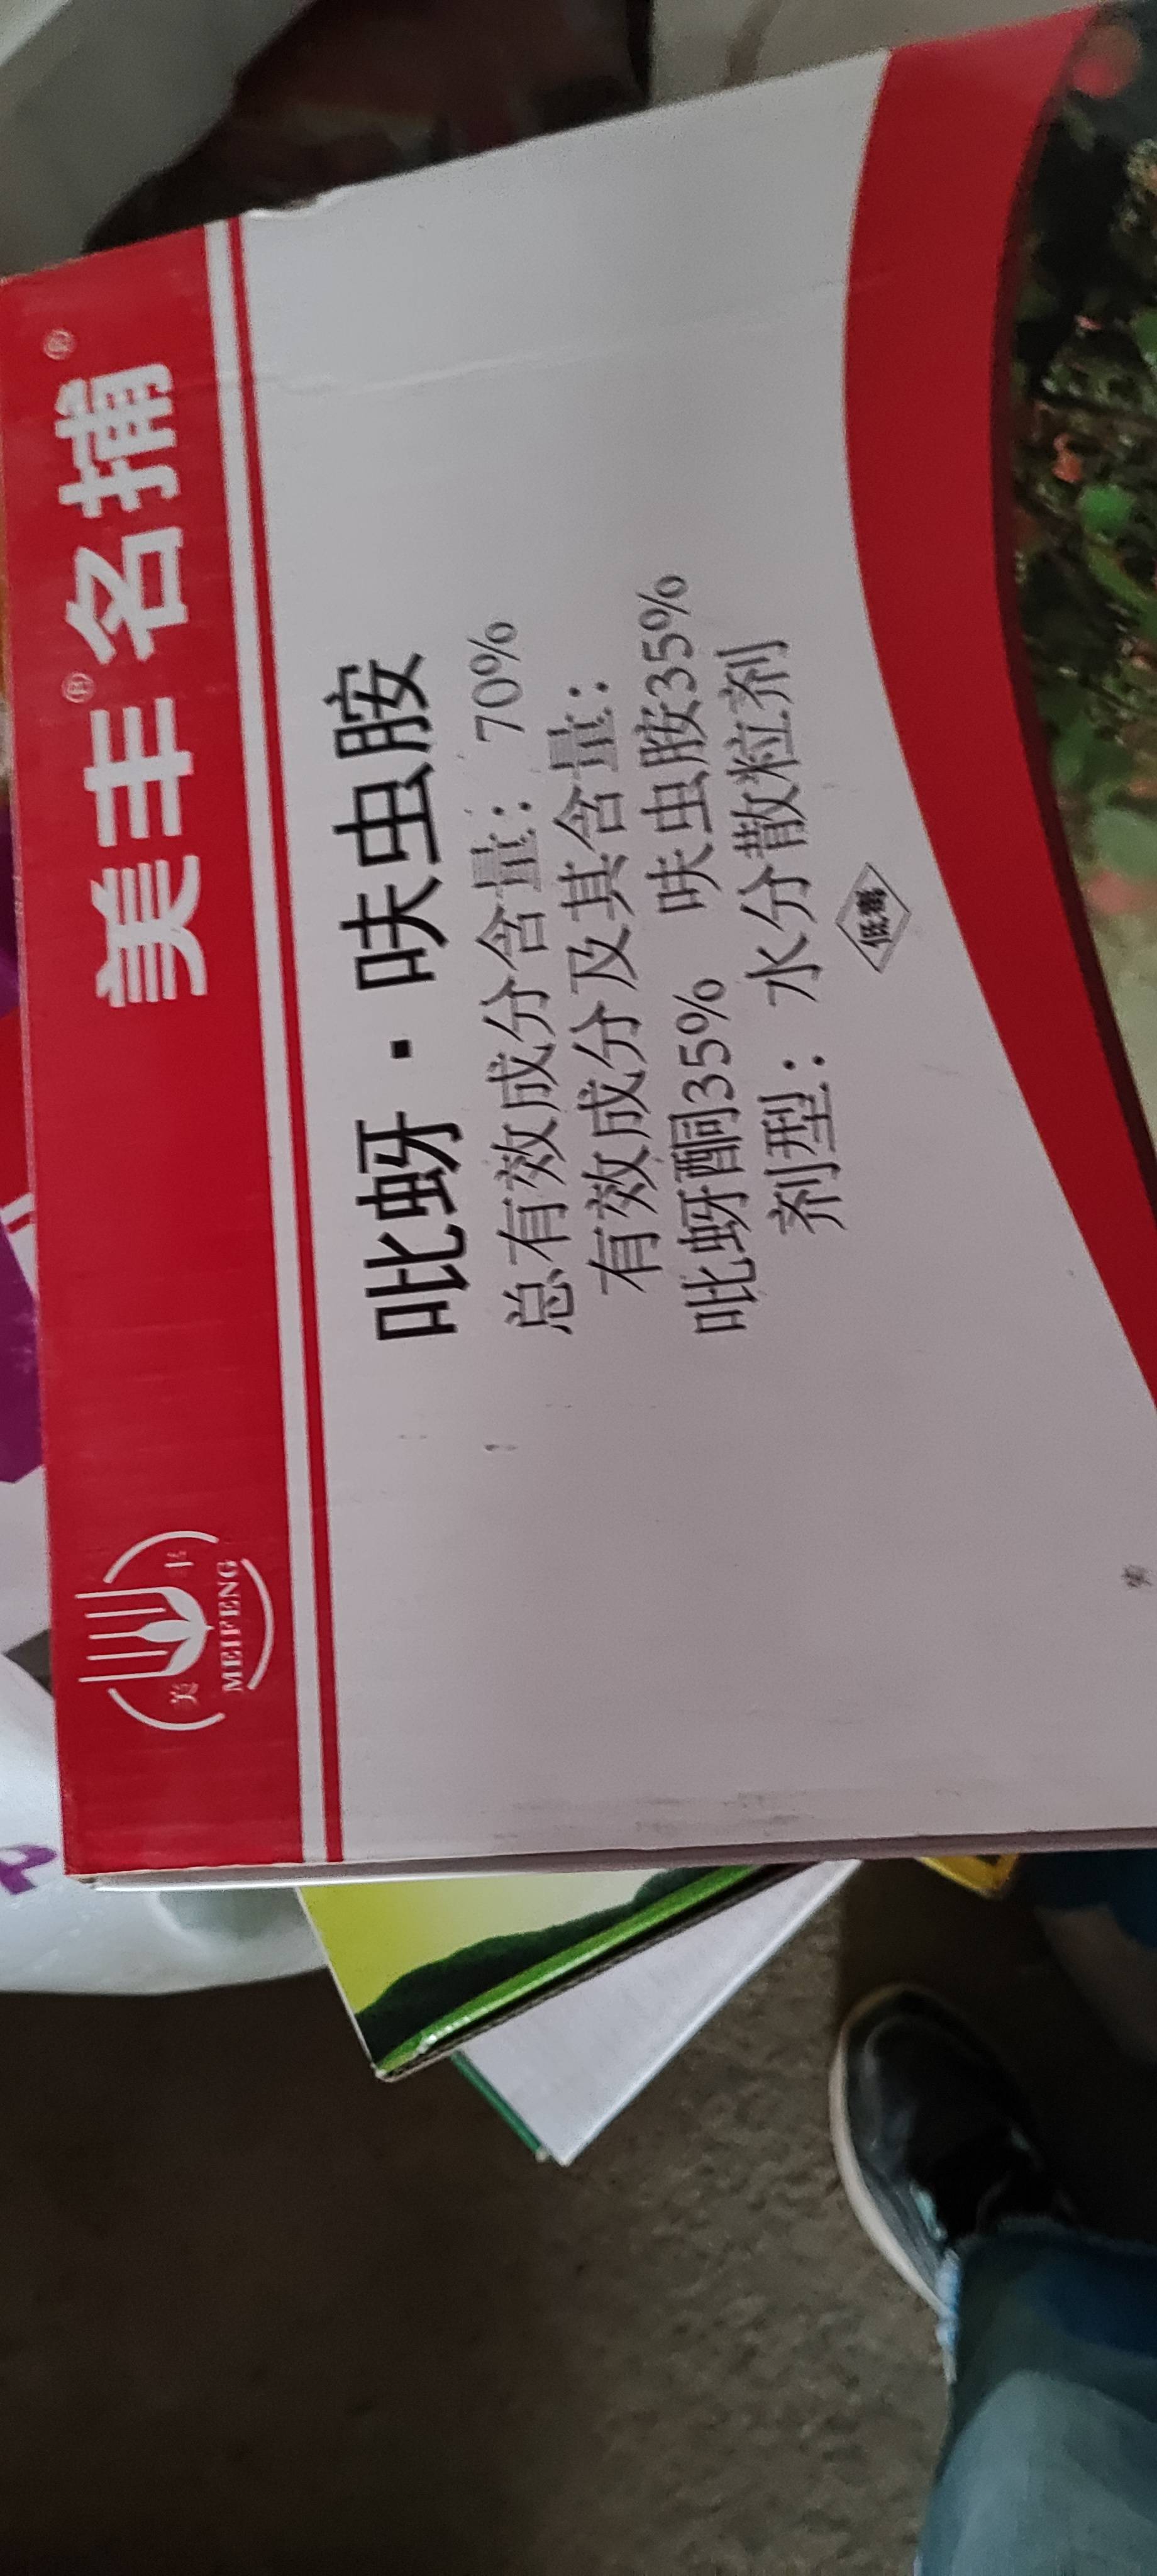 美丰®名捕®
美丰
MEIFENG
吡蚜·呋虫胺
总有效成分含量：70%
有效成分及其含量：
吡蚜酮35% 呋虫胺35%
剂型：水分散粒剂
低毒